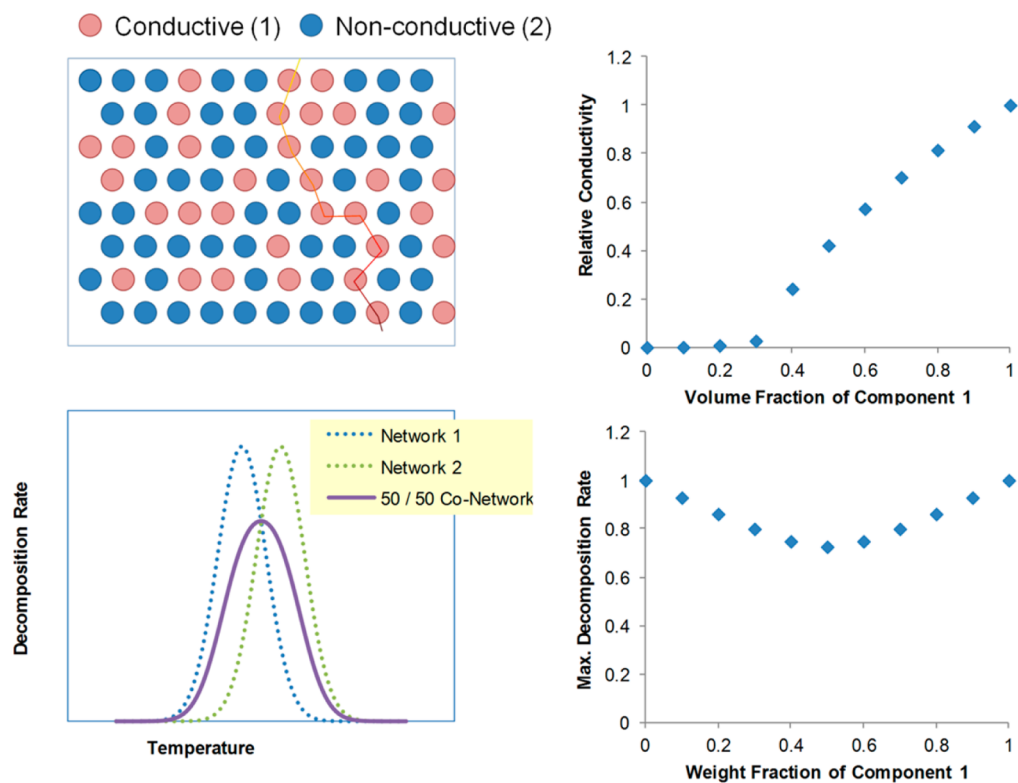 Conductive (1) Non-conductive (2)
1.2
1
0.8
0.6
0.4
0.2
0
Relative Conductivity
0 0.2 0.4 0.6 0.8 1
Volume Fraction of Component 1
Network 1
Network 2
50 / 50 Co-Network
Decomposition Rate
Temperature
1.2
1
0.8
0.6
0.4
0.2
0
Max. Decomposition Rate
0 0.2 0.4 0.6 0.8 1
Weight Fraction of Component 1